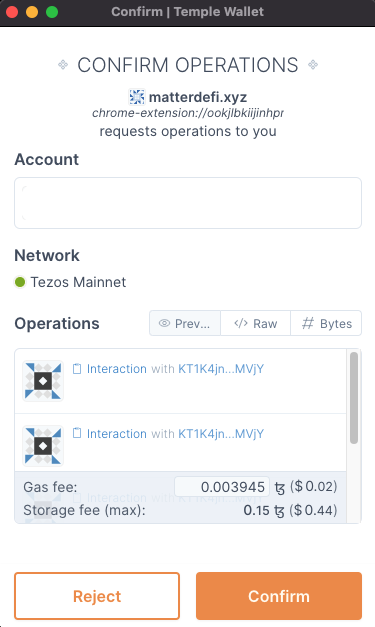 Confirm | Temple Wallet
CONFIRM OPERATIONS
matterdefi.xyz
chrome-extension://ookjlbkiijinhpr
requests operations to you
Account
Network
Tezos Mainnet
Operations
Prev...
Raw
# Bytes
Interaction with KT1K4jn...MVjY
Interaction with KT1K4jn...MVjY
Gas fee: 0.003945 ꜩ ($0.02)
Storage fee (max): 0.15 ꜩ ($0.44)
Reject
Confirm